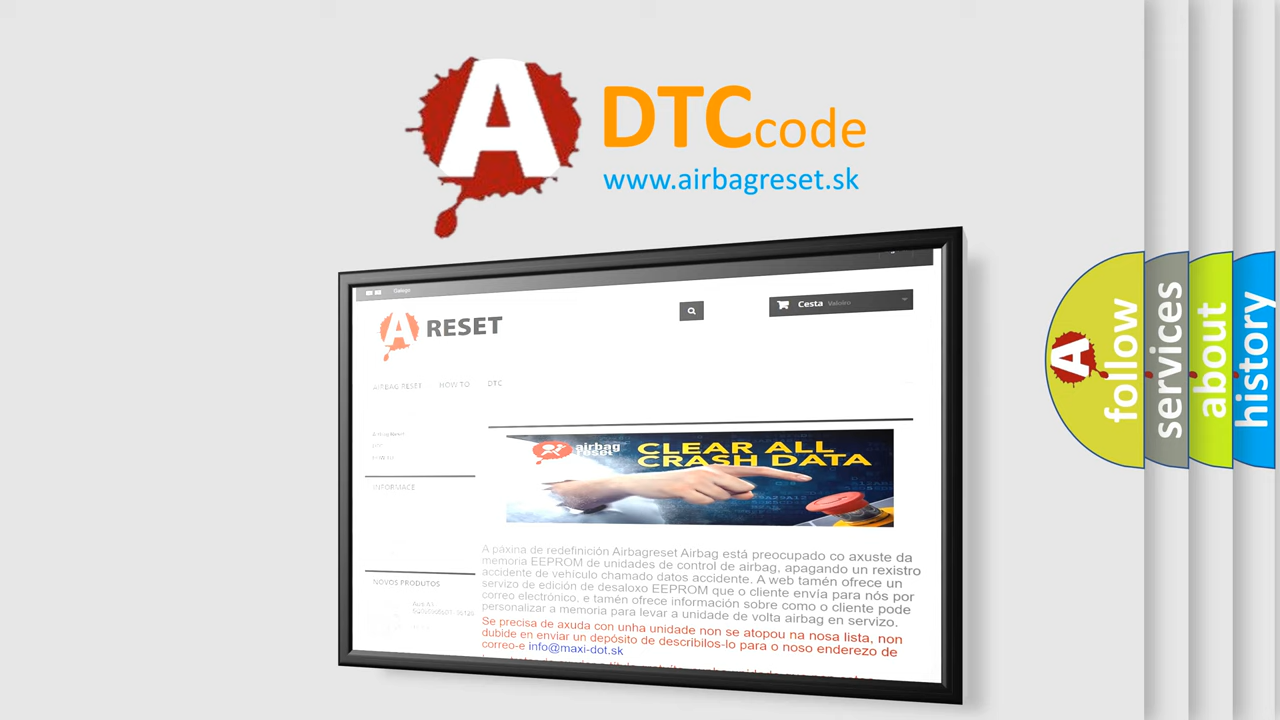 A DTC code
www.airbagreset.sk
Galego
A RESET
Cesta Valeiro
AIRBAG RESET HOW TO DTC
INFORMACE
NOVOS PRODUTOS
airbag
reset
CLEAR ALL
CRASH DATA
A páxina de redefinición Airbagreset Airbag está preocupado co axuste da
memoria EEPROM de unidades de control de airbag, apagando un rexistro
accidente de vehículo chamado datos accidente. A web tamén ofrece un
servizo de edición de desaloxo EEPROM que o cliente envía para nós por
correo electrónico, e tamén ofrece información sobre como o cliente pode
personalizar a memoria para levar a unidade de volta airbag en servizo.
Se precisa de axuda con unha unidade non se atopou na nosa lista, non
dubide en enviar un depósito de describilos-lo para o noso enderezo de
correo-e info@maxi-dot.sk
A
follow
services
about
history